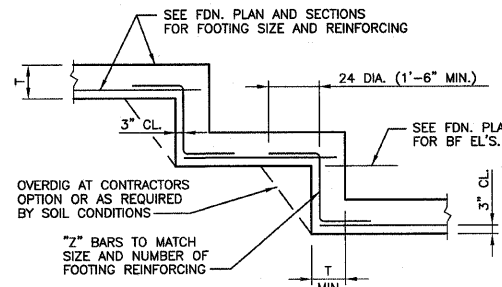 SEE FDN. PLAN AND SECTIONS
FOR FOOTING SIZE AND REINFORCING
T
24 DIA. (1'-6" MIN.)
3" CL.
SEE FDN. PLA
FOR BF EL'S.
3" CL.
OVERDIG AT CONTRACTORS
OPTION OR AS REQUIRED
BY SOIL CONDITIONS
"Z" BARS TO MATCH
SIZE AND NUMBER OF
FOOTING REINFORCING
T
MIN